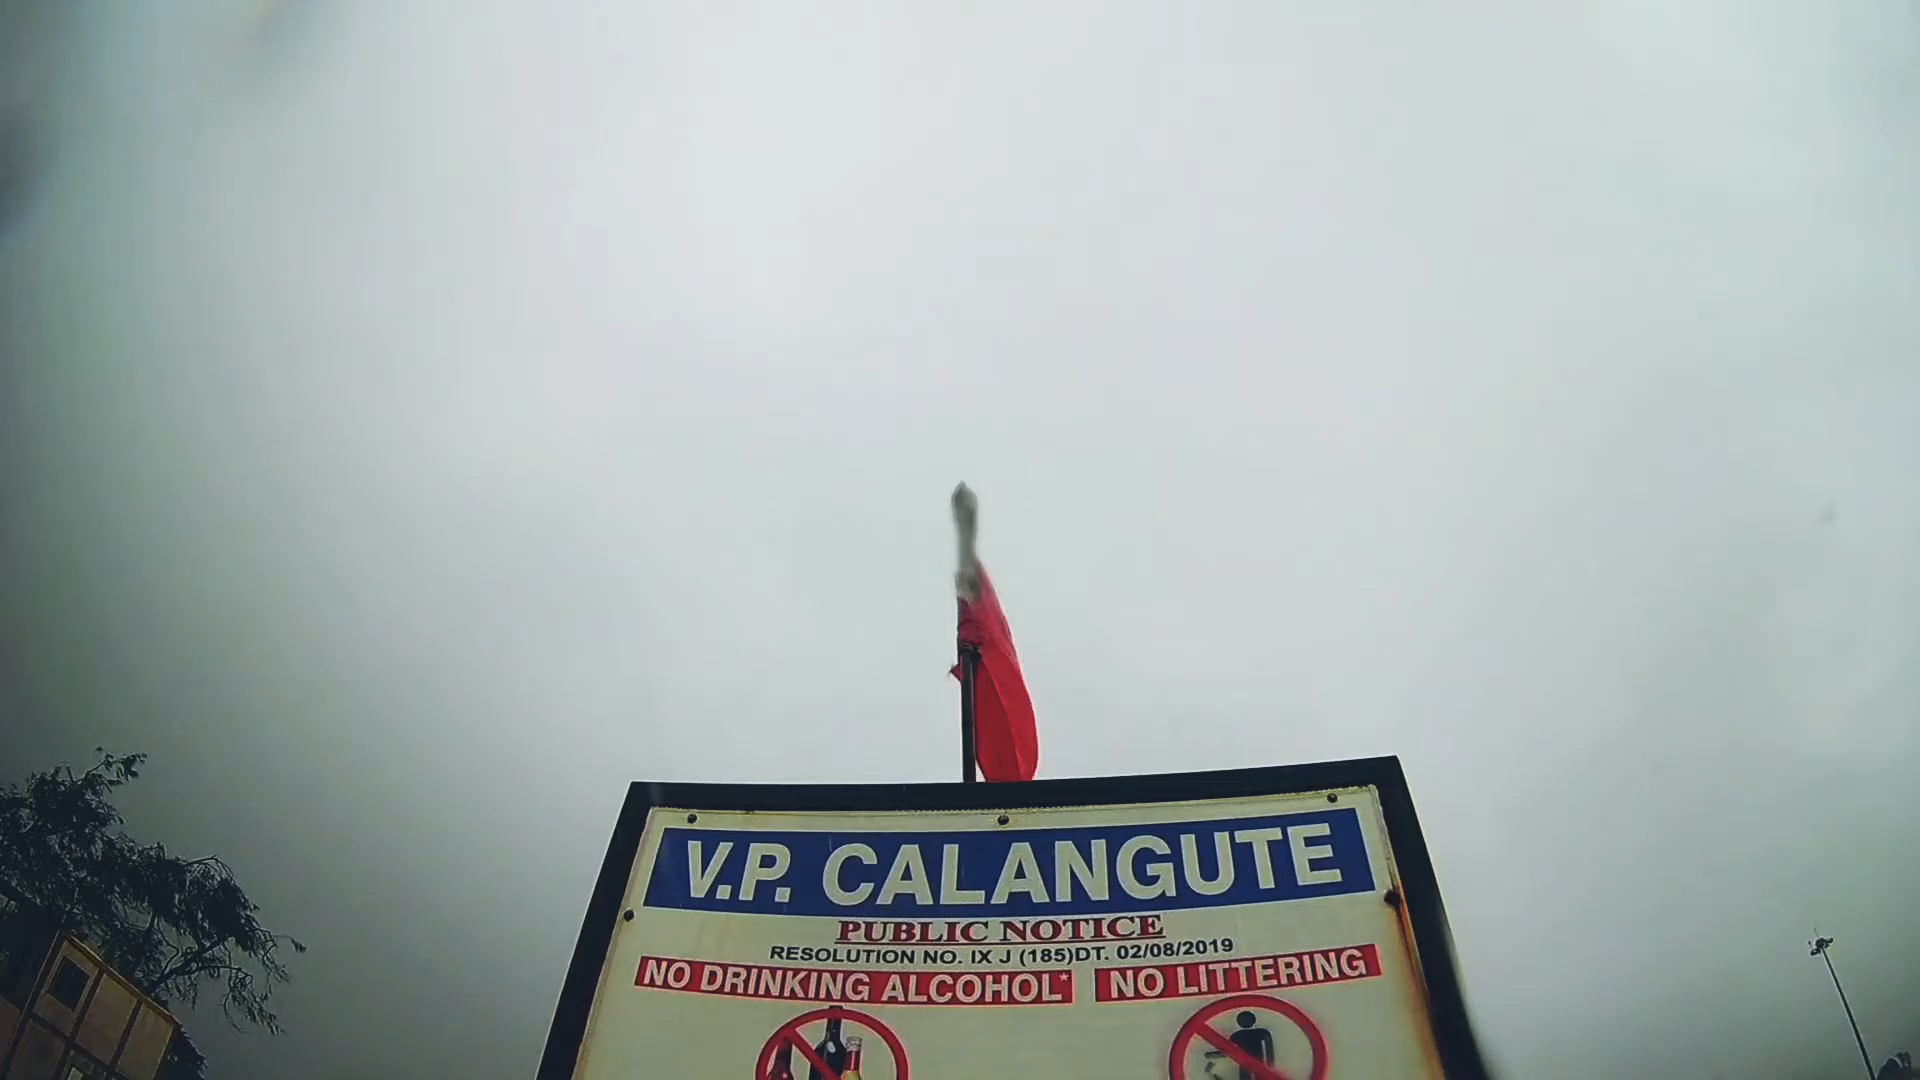 V.P. CALANGUTE
PUBLIC NOTICE
RESOLUTION NO. IX J (185)DT. 02/08/2019
NO DRINKING ALCOHOL* NO LITTERING